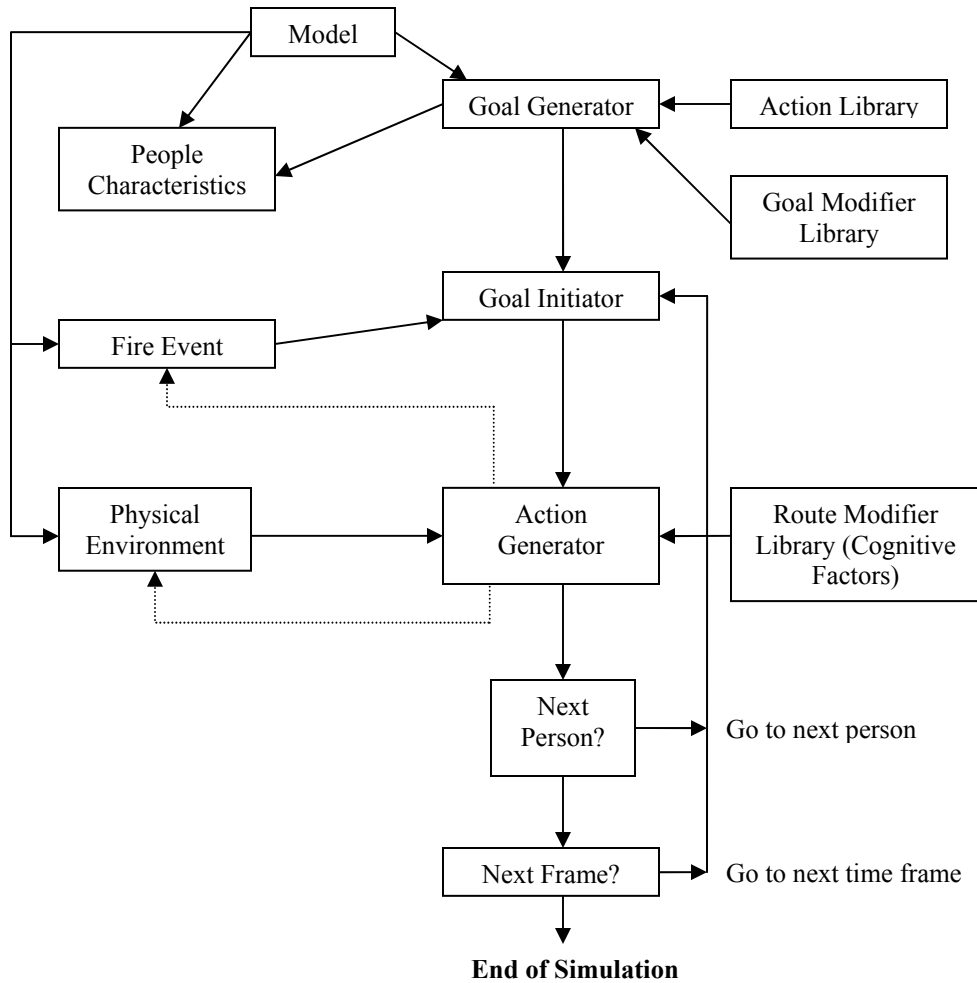 Model
Goal Generator
Action Library
People
Characteristics
Goal Modifier
Library
Goal Initiator
Fire Event
Physical
Environment
Action
Generator
Route Modifier
Library (Cognitive
Factors)
Next
Person?
Go to next person
Next Frame?
Go to next time frame
End of Simulation